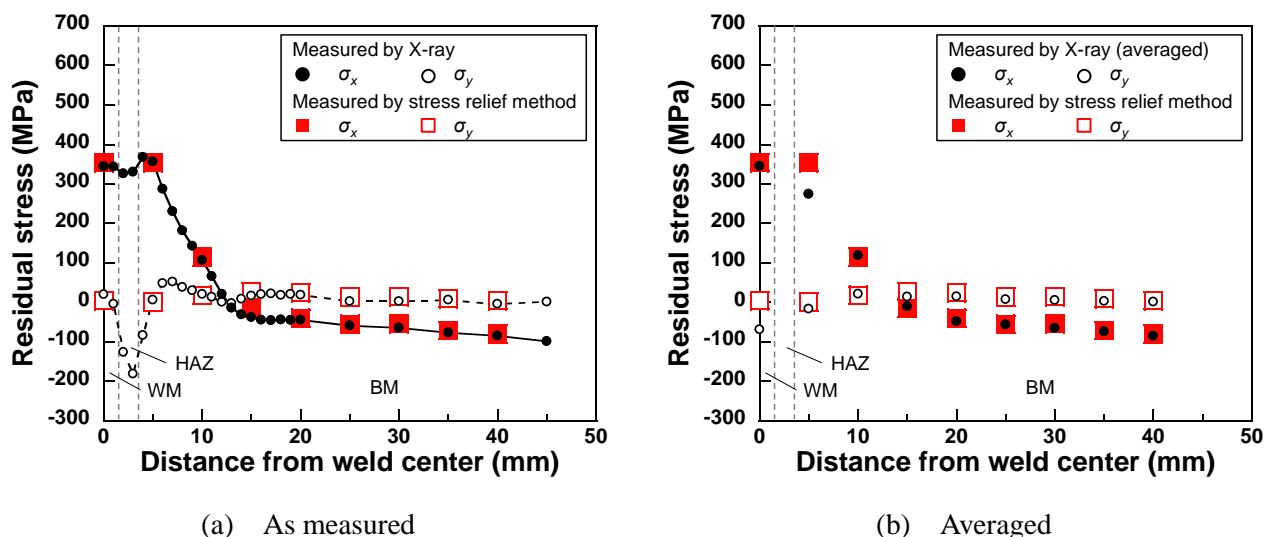 Residual stress (MPa)
700
600
500
400
300
200
100
0
-100
-200
-300
Measured by X-ray
σx σy
Measured by stress relief method
σx σy
HAZ
WM
BM
0 10 20 30 40 50
Distance from weld center (mm)
(a) As measured
Residual stress (MPa)
700
600
500
400
300
200
100
0
-100
-200
-300
Measured by X-ray (averaged)
σx σy
Measured by stress relief method
σx σy
HAZ
WM
BM
0 10 20 30 40 50
Distance from weld center (mm)
(b) Averaged